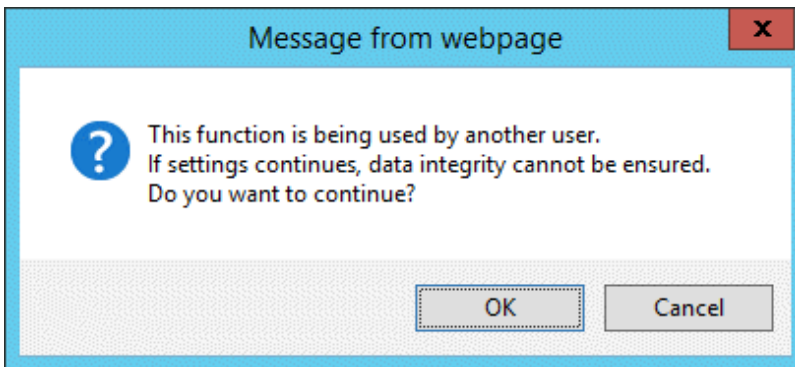 Message from webpage
x
?
This function is being used by another user.
If settings continues, data integrity cannot be ensured.
Do you want to continue?
OK
Cancel